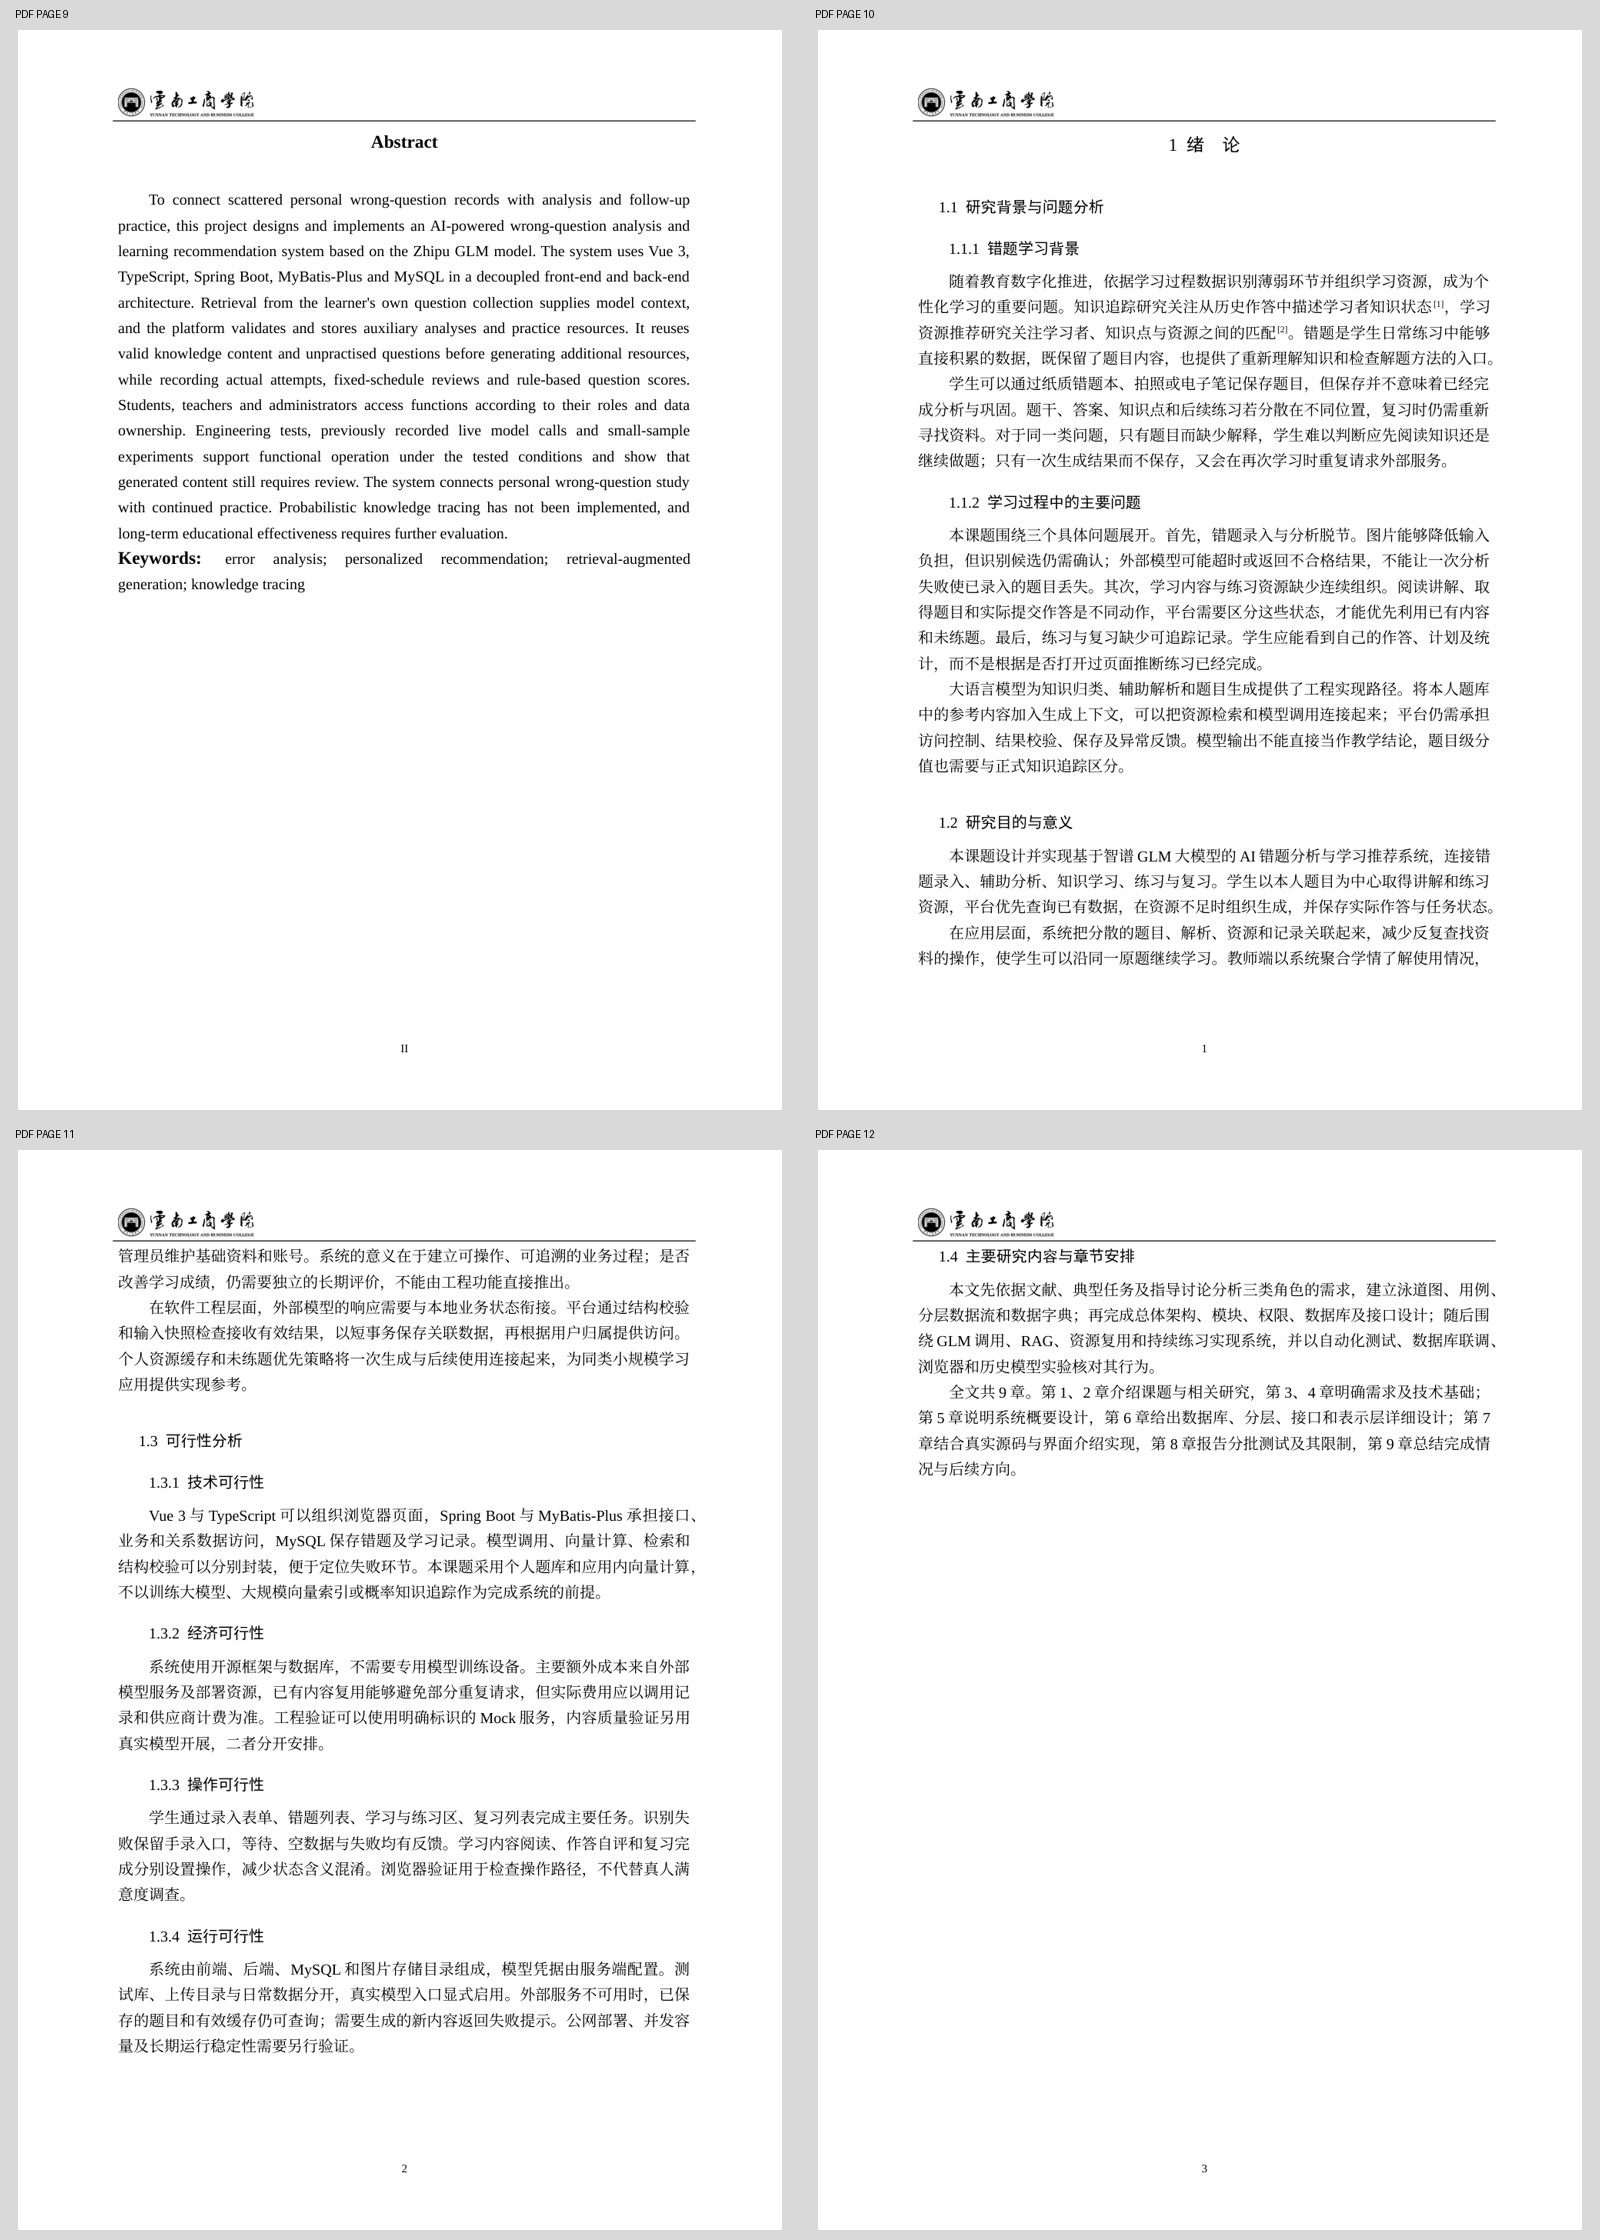 PDF PAGE 9
雲南工商学院
YUNNAN TECHNOLOGY AND BUSINESS COLLEGE
Abstract
To connect scattered personal wrong-question records with analysis and follow-up
practice, this project designs and implements an AI-powered wrong-question analysis and
learning recommendation system based on the Zhipu GLM model. The system uses Vue 3,
TypeScript, Spring Boot, MyBatis-Plus and MySQL in a decoupled front-end and back-end
architecture. Retrieval from the learner's own question collection supplies model context,
and the platform validates and stores auxiliary analyses and practice resources. It reuses
valid knowledge content and unpractised questions before generating additional resources,
while recording actual attempts, fixed-schedule reviews and rule-based question scores.
Students, teachers and administrators access functions according to their roles and data
ownership. Engineering tests, previously recorded live model calls and small-sample
experiments support functional operation under the tested conditions and show that
generated content still requires review. The system connects personal wrong-question study
with continued practice. Probabilistic knowledge tracing has not been implemented, and
long-term educational effectiveness requires further evaluation.
Keywords: error analysis; personalized recommendation; retrieval-augmented
generation; knowledge tracing
II
PDF PAGE 10
雲南工商学院
YUNNAN TECHNOLOGY AND BUSINESS COLLEGE
1 绪 论
1.1 研究背景与问题分析
1.1.1 错题学习背景
随着教育数字化推进，依据学习过程数据识别薄弱环节并组织学习资源，成为个
性化学习的重要问题。知识追踪研究关注从历史作答中描述学习者知识状态[1]，学习
资源推荐研究关注学习者、知识点与资源之间的匹配[2]。错题是学生日常练习中能够
直接积累的数据，既保留了题目内容，也提供了重新理解知识和检查解题方法的入口。
学生可以通过纸质错题本、拍照或电子笔记保存题目，但保存并不意味着已经完
成分析与巩固。题干、答案、知识点和后续练习若分散在不同位置，复习时仍需重新
寻找资料。对于同一类问题，只有题目而缺少解释，学生难以判断应先阅读知识还是
继续做题；只有一次生成结果而不保存，又会在再次学习时重复请求外部服务。
1.1.2 学习过程中的主要问题
本课题围绕三个具体问题展开。首先，错题录入与分析脱节。图片能够降低输入
负担，但识别候选仍需确认；外部模型可能超时或返回不合格结果，不能让一次分析
失败使已录入的题目丢失。其次，学习内容与练习资源缺少连续组织。阅读讲解、取
得题目和实际提交作答是不同动作，平台需要区分这些状态，才能优先利用已有内容
和未练题。最后，练习与复习缺少可追踪记录。学生应能看到自己的作答、计划及统
计，而不是根据是否打开过页面推断练习已经完成。
大语言模型为知识归类、辅助解析和题目生成提供了工程实现路径。将本人题库
中的参考内容加入生成上下文，可以把资源检索和模型调用连接起来；平台仍需承担
访问控制、结果校验、保存及异常反馈。模型输出不能直接当作教学结论，题目级分
值也需要与正式知识追踪区分。
1.2 研究目的与意义
本课题设计并实现基于智谱 GLM 大模型的 AI 错题分析与学习推荐系统，连接错
题录入、辅助分析、知识学习、练习与复习。学生以本人题目为中心取得讲解和练习
资源，平台优先查询已有数据，在资源不足时组织生成，并保存实际作答与任务状态。
在应用层面，系统把分散的题目、解析、资源和记录关联起来，减少反复查找资
料的操作，使学生可以沿同一原题继续学习。教师端以系统聚合学情了解使用情况，
1
PDF PAGE 11
雲南工商学院
YUNNAN TECHNOLOGY AND BUSINESS COLLEGE
管理员维护基础资料和账号。系统的意义在于建立可操作、可追溯的业务过程；是否
改善学习成绩，仍需要独立的长期评价，不能由工程功能直接推出。
在软件工程层面，外部模型的响应需要与本地业务状态衔接。平台通过结构校验
和输入快照检查接收有效结果，以短事务保存关联数据，再根据用户归属提供访问。
个人资源缓存和未练题优先策略将一次生成与后续使用连接起来，为同类小规模学习
应用提供实现参考。
1.3 可行性分析
1.3.1 技术可行性
Vue 3 与 TypeScript 可以组织浏览器页面，Spring Boot 与 MyBatis-Plus 承担接口、
业务和关系数据访问，MySQL 保存错题及学习记录。模型调用、向量计算、检索和
结构校验可以分别封装，便于定位失败环节。本课题采用个人题库和应用内向量计算，
不以训练大模型、大规模向量索引或概率知识追踪作为完成系统的前提。
1.3.2 经济可行性
系统使用开源框架与数据库，不需要专用模型训练设备。主要额外成本来自外部
模型服务及部署资源，已有内容复用能够避免部分重复请求，但实际费用应以调用记
录和供应商计费为准。工程验证可以使用明确标识的 Mock 服务，内容质量验证另用
真实模型开展，二者分开安排。
1.3.3 操作可行性
学生通过录入表单、错题列表、学习与练习区、复习列表完成主要任务。识别失
败保留手录入口，等待、空数据与失败均有反馈。学习内容阅读、作答自评和复习完
成分别设置操作，减少状态含义混淆。浏览器验证用于检查操作路径，不代替真人满
意度调查。
1.3.4 运行可行性
系统由前端、后端、MySQL 和图片存储目录组成，模型凭据由服务端配置。测
试库、上传目录与日常数据分开，真实模型入口显式启用。外部服务不可用时，已保
存的题目和有效缓存仍可查询；需要生成的新内容返回失败提示。公网部署、并发容
量及长期运行稳定性需要另行验证。
2
PDF PAGE 12
雲南工商学院
YUNNAN TECHNOLOGY AND BUSINESS COLLEGE
1.4 主要研究内容与章节安排
本文先依据文献、典型任务及指导讨论分析三类角色的需求，建立泳道图、用例、
分层数据流和数据字典；再完成总体架构、模块、权限、数据库及接口设计；随后围
绕 GLM 调用、RAG、资源复用和持续练习实现系统，并以自动化测试、数据库联调、
浏览器和历史模型实验核对其行为。
全文共 9 章。第 1、2 章介绍课题与相关研究，第 3、4 章明确需求及技术基础；
第 5 章说明系统概要设计，第 6 章给出数据库、分层、接口和表示层详细设计；第 7
章结合真实源码与界面介绍实现，第 8 章报告分批测试及其限制，第 9 章总结完成情
况与后续方向。
3